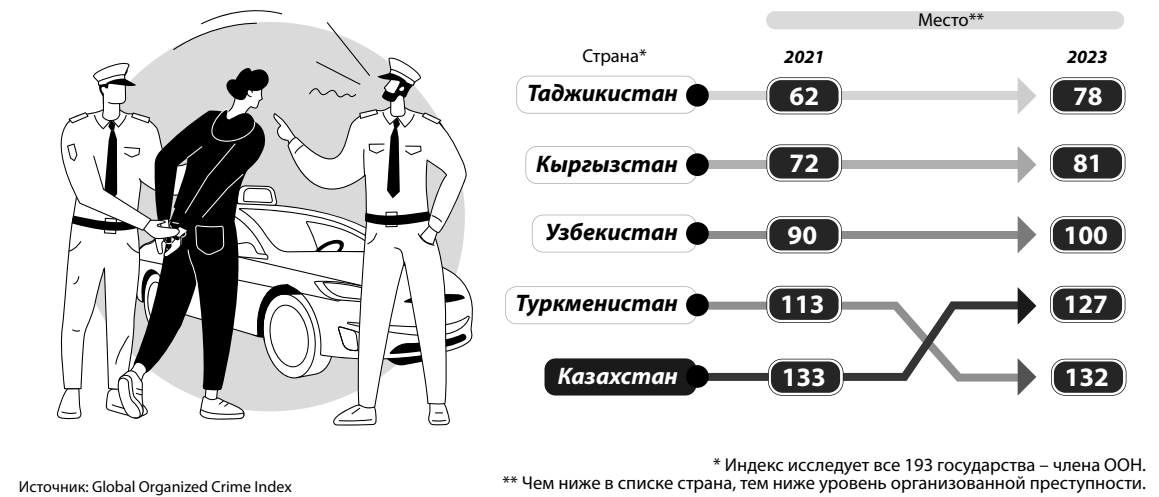 Место**
Страна* 2021 2023
Таджикистан 62 78
Кыргызстан 72 81
Узбекистан 90 100
Туркменистан 113 127
Казахстан 133 132
* Индекс исследует все 193 государства – члена ООН.
** Чем ниже в списке страна, тем ниже уровень организованной преступности.
Источник: Global Organized Crime Index